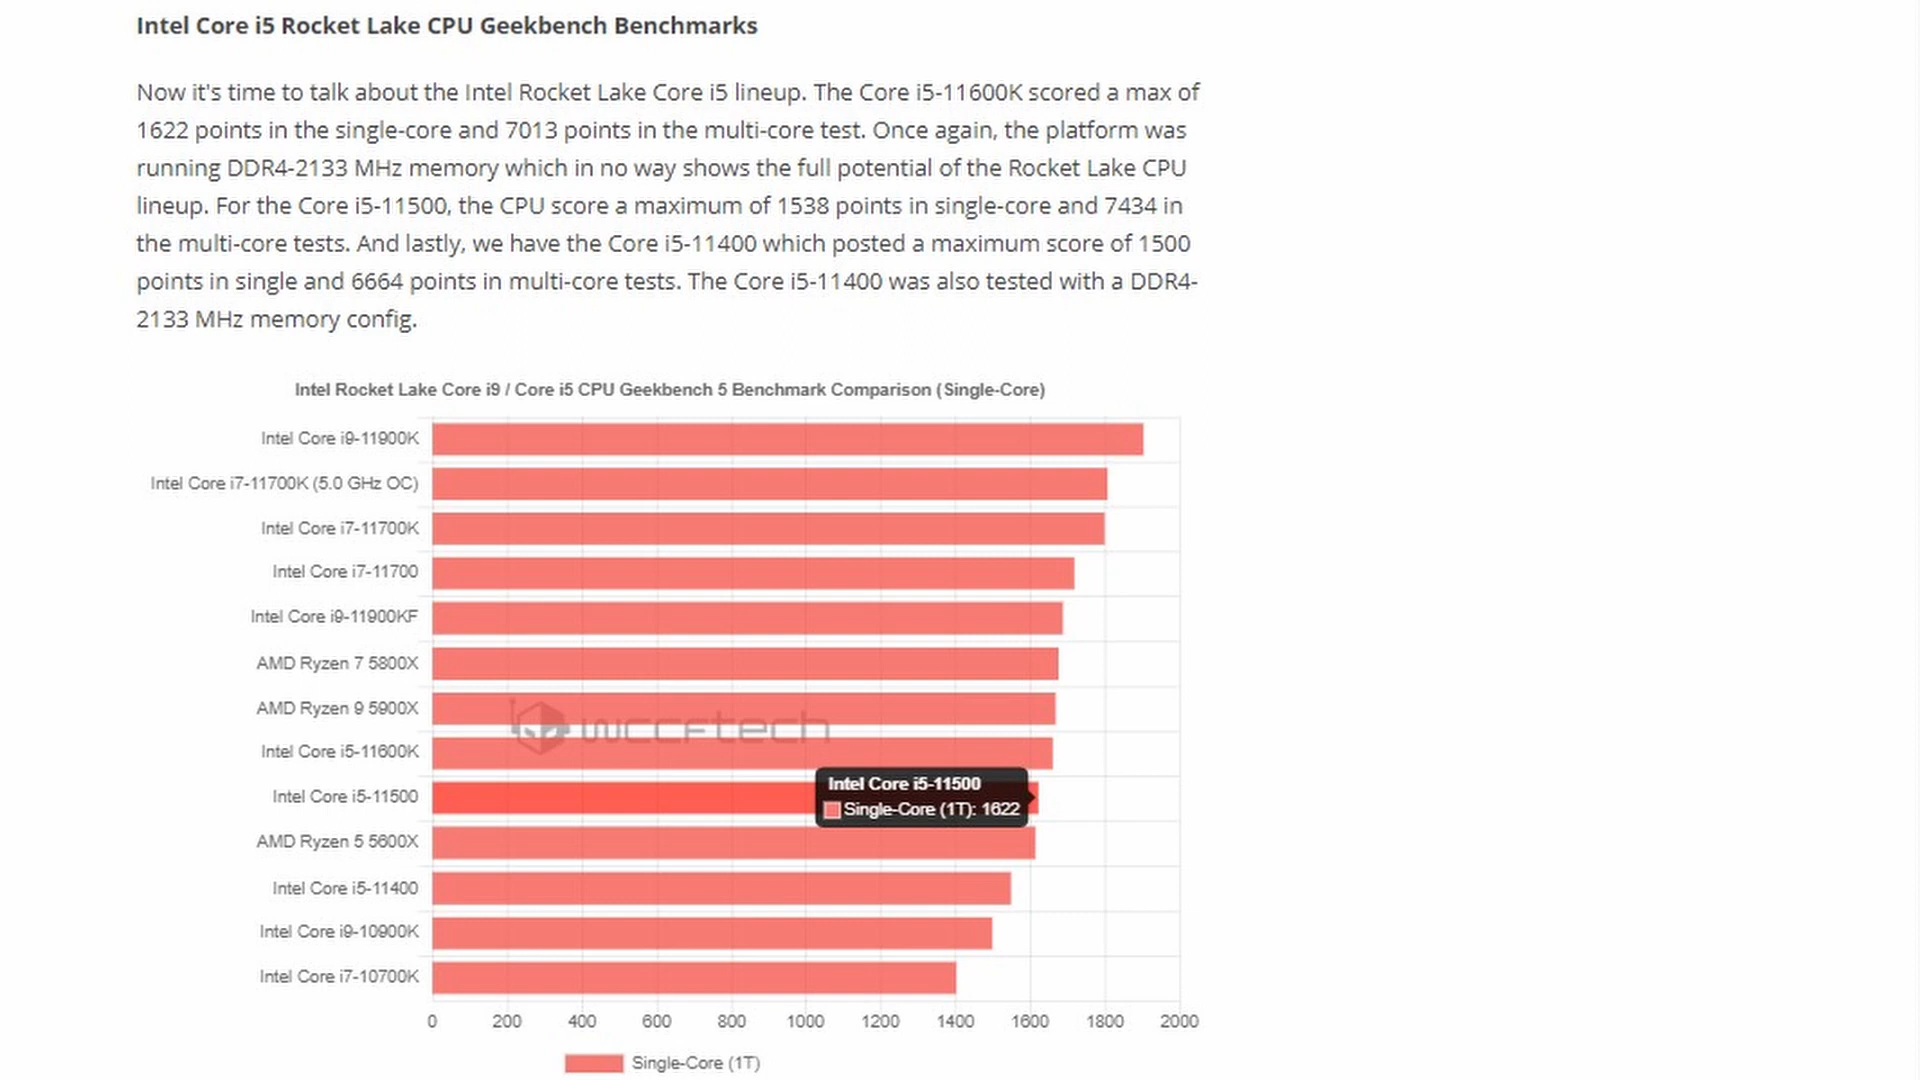 Intel Core i5 Rocket Lake CPU Geekbench Benchmarks
Now it's time to talk about the Intel Rocket Lake Core i5 lineup. The Core i5-11600K scored a max of
1622 points in the single-core and 7013 points in the multi-core test. Once again, the platform was
running DDR4-2133 MHz memory which in no way shows the full potential of the Rocket Lake CPU
lineup. For the Core i5-11500, the CPU score a maximum of 1538 points in single-core and 7434 in
the multi-core tests. And lastly, we have the Core i5-11400 which posted a maximum score of 1500
points in single and 6664 points in multi-core tests. The Core i5-11400 was also tested with a DDR4-
2133 MHz memory config.
Intel Rocket Lake Core i9 / Core i5 CPU Geekbench 5 Benchmark Comparison (Single-Core)
Intel Core i9-11900K
Intel Core i7-11700K (5.0 GHz OC)
Intel Core i7-11700K
Intel Core i7-11700
Intel Core i9-11900KF
AMD Ryzen 7 5800X
AMD Ryzen 9 5900X
wccftech
Intel Core i5-11600K
Intel Core i5-11500
Intel Core i5-11500
Single-Core (1T): 1622
AMD Ryzen 5 5600X
Intel Core i5-11400
Intel Core i9-10900K
Intel Core i7-10700K
0 200 400 600 800 1000 1200 1400 1600 1800 2000
Single-Core (1T)